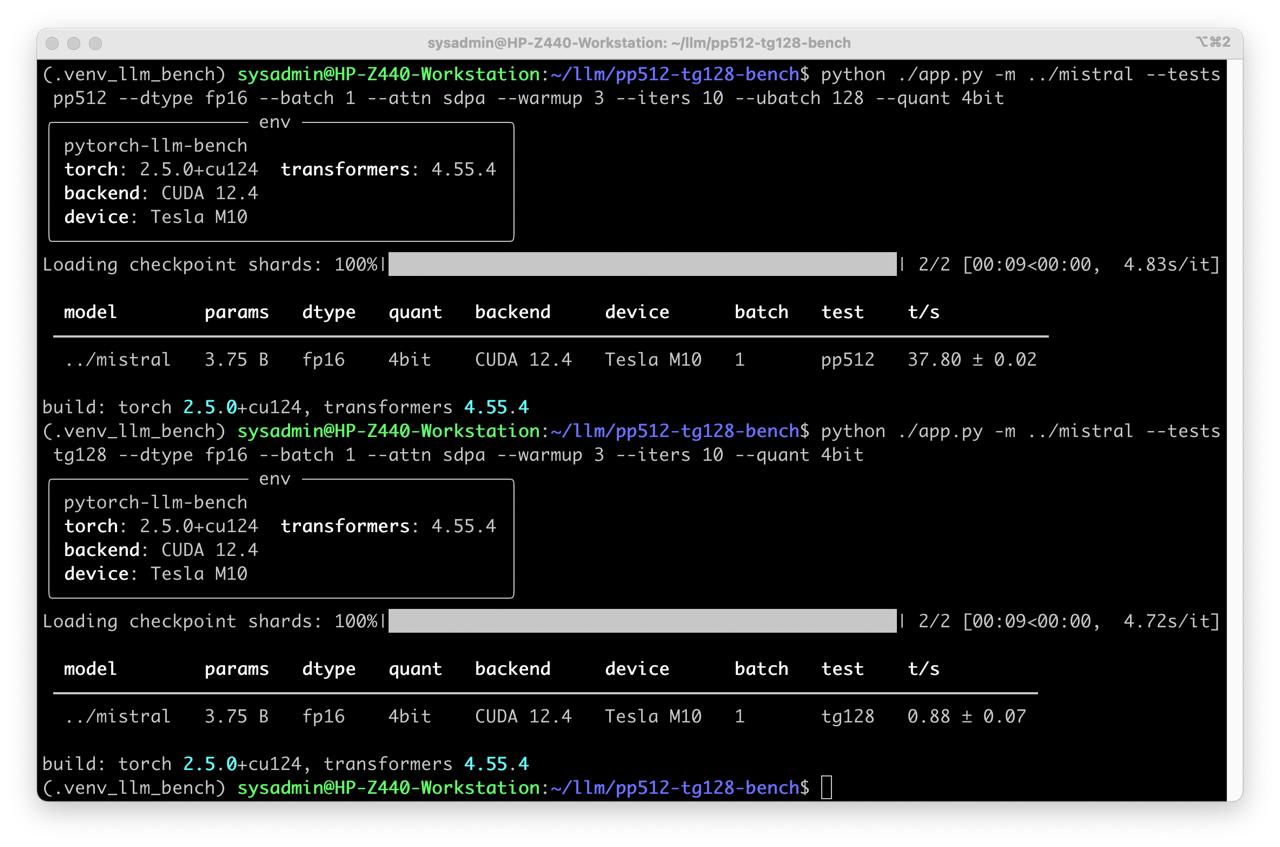 sysadmin@HP-Z440-Workstation: ~/llm/pp512-tg128-bench
⌥⌘2
(.venv_llm_bench) sysadmin@HP-Z440-Workstation:~/llm/pp512-tg128-bench$ python ./app.py -m ../mistral --tests
pp512 --dtype fp16 --batch 1 --attn sdpa --warmup 3 --iters 10 --ubatch 128 --quant 4bit
env
pytorch-llm-bench
torch: 2.5.0+cu124  transformers: 4.55.4
backend: CUDA 12.4
device: Tesla M10
Loading checkpoint shards: 100%| | 2/2 [00:09<00:00,  4.83s/it]
model params dtype quant backend device batch test t/s
../mistral 3.75 B fp16 4bit CUDA 12.4 Tesla M10 1 pp512 37.80 ± 0.02
build: torch 2.5.0+cu124, transformers 4.55.4
(.venv_llm_bench) sysadmin@HP-Z440-Workstation:~/llm/pp512-tg128-bench$ python ./app.py -m ../mistral --tests
tg128 --dtype fp16 --batch 1 --attn sdpa --warmup 3 --iters 10 --quant 4bit
env
pytorch-llm-bench
torch: 2.5.0+cu124  transformers: 4.55.4
backend: CUDA 12.4
device: Tesla M10
Loading checkpoint shards: 100%| | 2/2 [00:09<00:00,  4.72s/it]
model params dtype quant backend device batch test t/s
../mistral 3.75 B fp16 4bit CUDA 12.4 Tesla M10 1 tg128 0.88 ± 0.07
build: torch 2.5.0+cu124, transformers 4.55.4
(.venv_llm_bench) sysadmin@HP-Z440-Workstation:~/llm/pp512-tg128-bench$